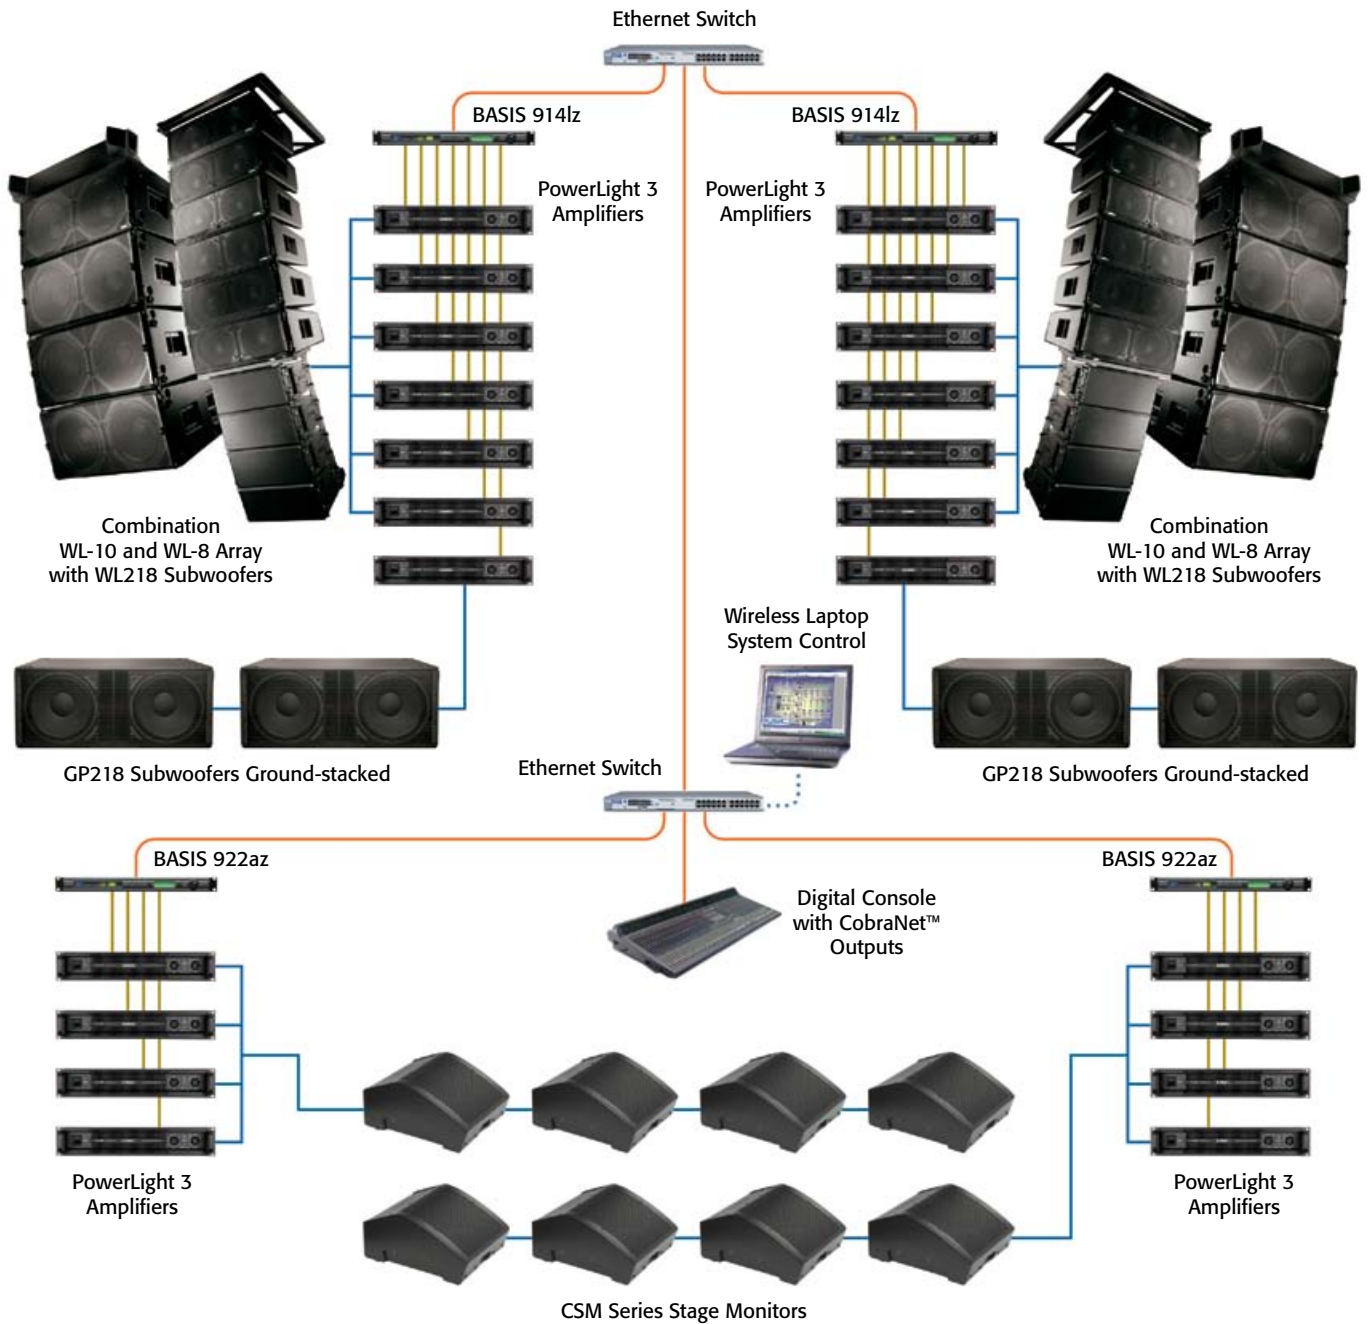 Ethernet Switch
BASIS 914lz
BASIS 914lz
PowerLight 3
Amplifiers
PowerLight 3
Amplifiers
Combination
WL-10 and WL-8 Array
with WL218 Subwoofers
Combination
WL-10 and WL-8 Array
with WL218 Subwoofers
Wireless Laptop
System Control
GP218 Subwoofers Ground-stacked
Ethernet Switch
GP218 Subwoofers Ground-stacked
BASIS 922az
BASIS 922az
Digital Console
with CobraNet™
Outputs
PowerLight 3
Amplifiers
PowerLight 3
Amplifiers
CSM Series Stage Monitors